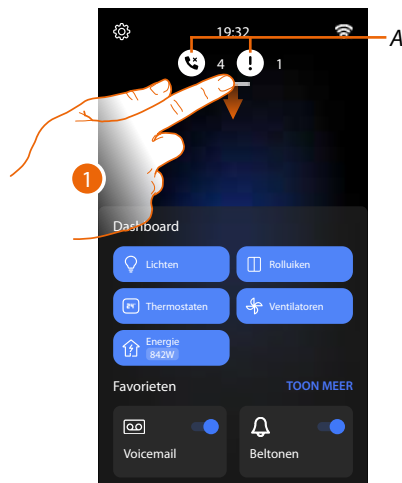 19:32
A
4
1
1
Dashboard
Lichten
Rolluiken
Thermostaten
Ventilatoren
Energie
842W
Favorieten TOON MEER
Voicemail
Beltonen